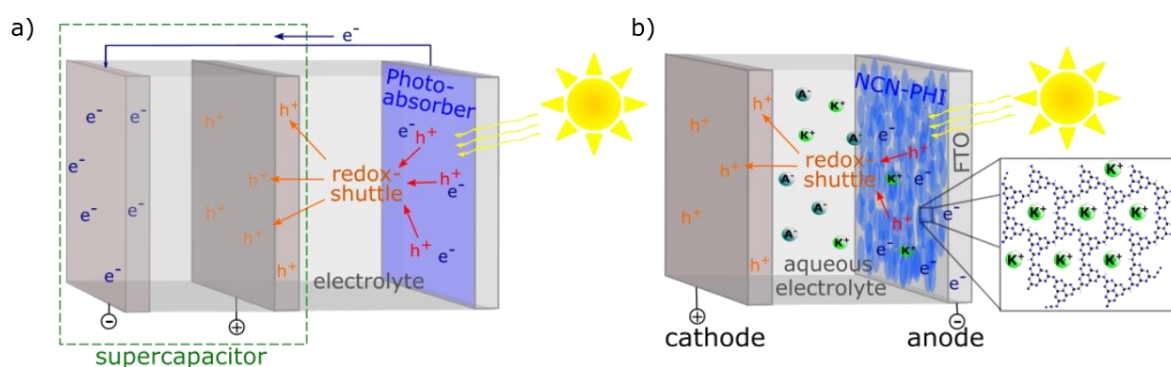 a)
e⁻
Photo-
absorber
e⁻ e⁻ h⁺ h⁺ e⁻ h⁺
e⁻ h⁺ redox- h⁺
e⁻ e⁻ h⁺ h⁺ shuttle e⁻
h⁺ h⁺
e⁻ h⁺ electrolyte e⁻
⊖ ⊕
supercapacitor
b)
NCN-PHI
A⁻
h⁺ h⁺ K⁺ e⁻
K⁺ A⁻ h⁺ FTO
h⁺ h⁺ redox- e⁻
A⁻ shuttle K⁺ K⁺
h⁺ e⁻ K⁺ K⁺ K⁺
h⁺ A⁻ K⁺ e⁻ K⁺ e⁻ K⁺ K⁺ K⁺
h⁺ aqueous e⁻
electrolyte e⁻
⊕ ⊖
cathode anode